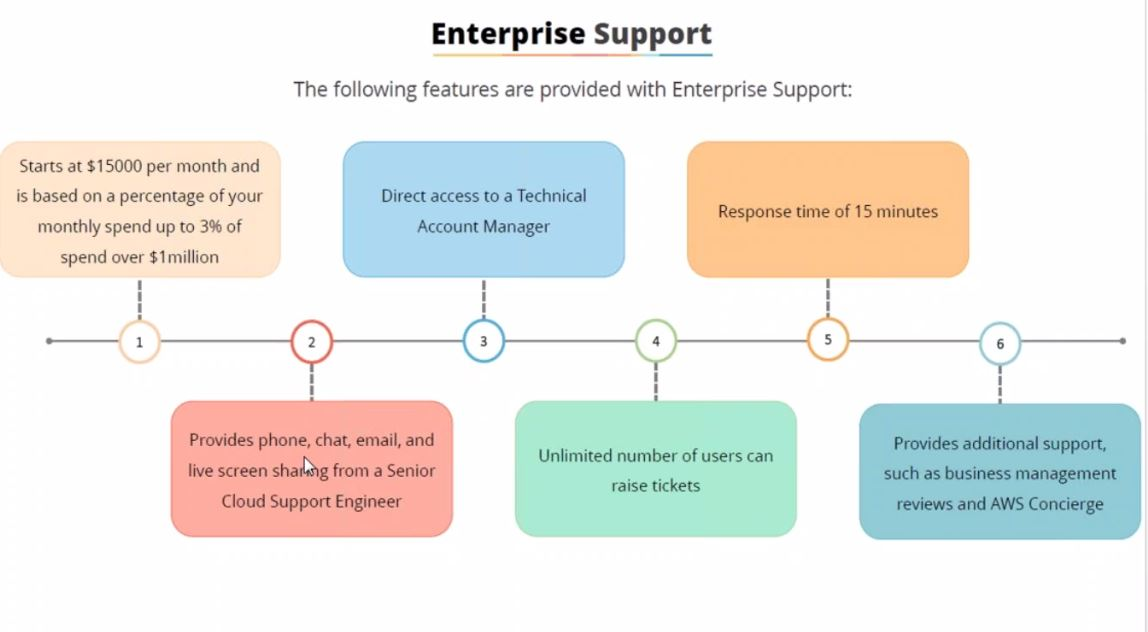 Enterprise Support
The following features are provided with Enterprise Support:
Starts at $15000 per month and
is based on a percentage of your
monthly spend up to 3% of
spend over $1million
Direct access to a Technical
Account Manager
Response time of 15 minutes
1
2
3
4
5
6
Provides phone, chat, email, and
live screen sharing from a Senior
Cloud Support Engineer
Unlimited number of users can
raise tickets
Provides additional support,
such as business management
reviews and AWS Concierge